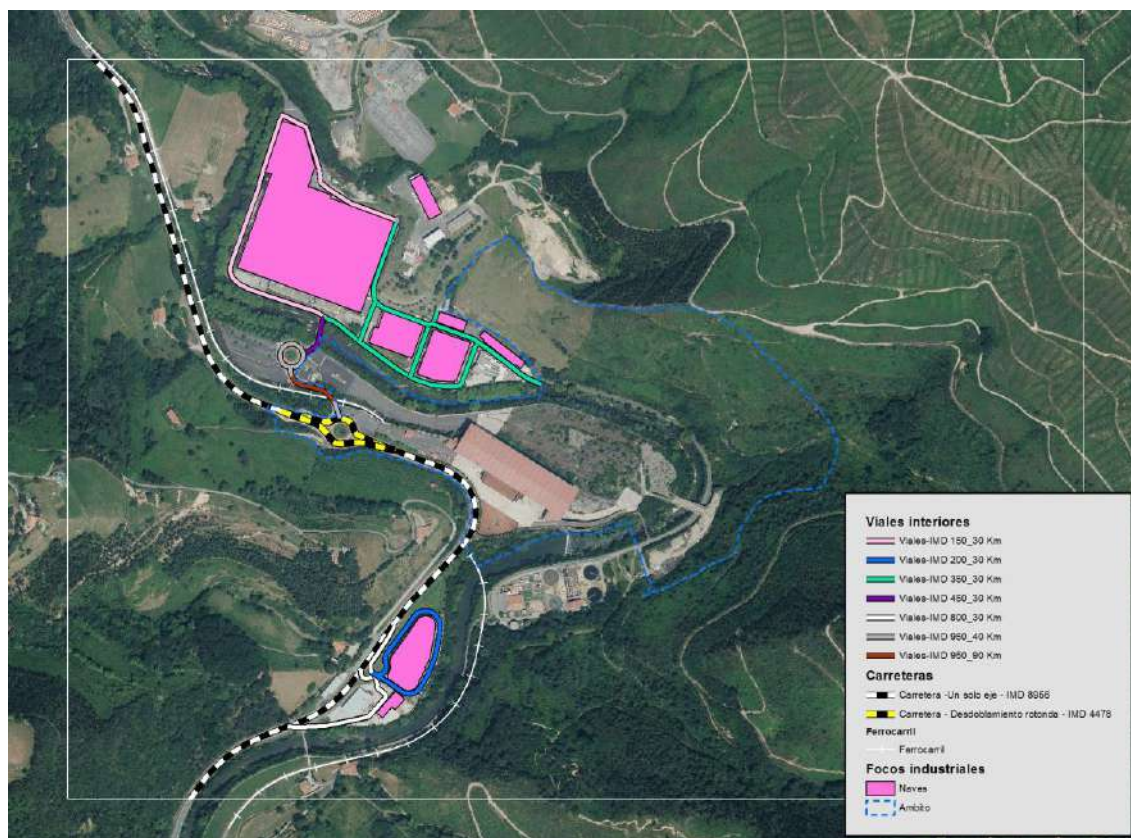 Viales interiores
Viales-IMD 150_30 Km
Viales-IMD 200_30 Km
Viales-IMD 350_30 Km
Viales-IMD 450_30 Km
Viales-IMD 800_30 Km
Viales-IMD 950_40 Km
Viales-IMD 950_90 Km
Carreteras
Carretera -Un solo eje - IMD 8956
Carretera - Desdoblamiento rotonda - IMD 4478
Ferrocarril
Ferrocarril
Focos industriales
Naves
Ambito